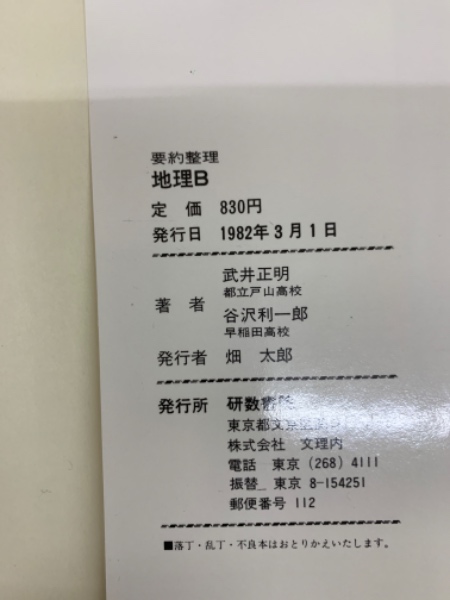 要約整理
地理B
定 価 830円
発行日 1982年3月1日
著 者 武井正明
都立戸山高校
谷沢利一郎
早稲田高校
発行者 畑 太郎
発行所 研数書院
東京都文京区
株式会社 文理内
電話 東京(268)4111
振替 東京 8-154251
郵便番号 112
■落丁・乱丁・不良本はおとりかえいたします。